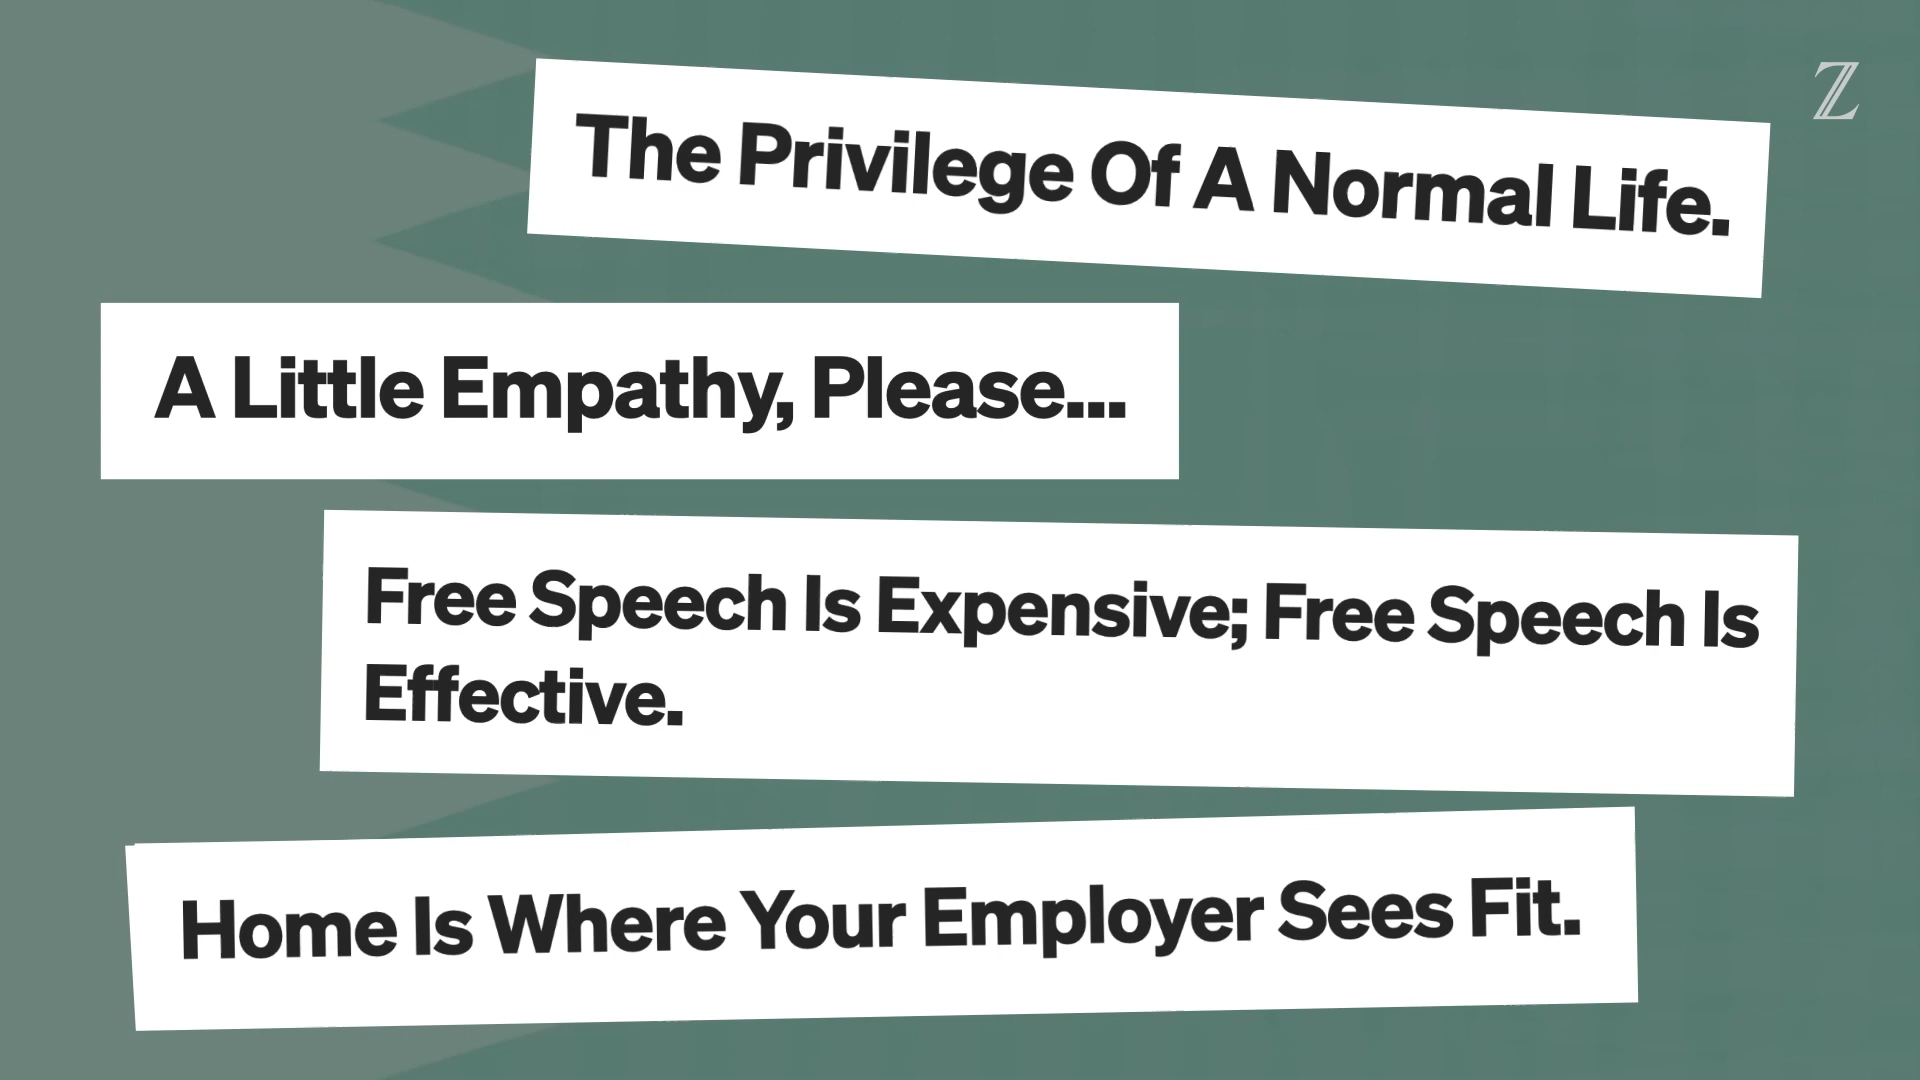 Z
The Privilege Of A Normal Life.
A Little Empathy, Please...
Free Speech Is Expensive; Free Speech Is
Effective.
Home Is Where Your Employer Sees Fit.